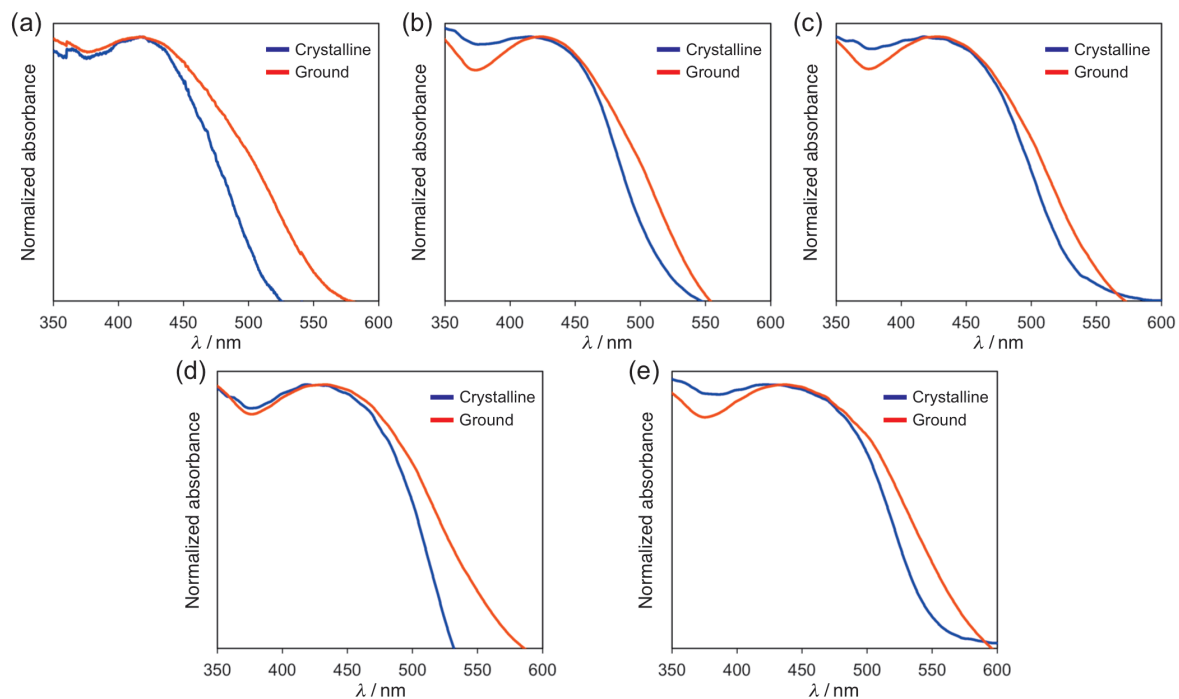 (a)
Normalized absorbance
Crystalline
Ground
350 400 450 500 550 600
λ / nm
(b)
Normalized absorbance
Crystalline
Ground
350 400 450 500 550 600
λ / nm
(c)
Normalized absorbance
Crystalline
Ground
350 400 450 500 550 600
λ / nm
(d)
Normalized absorbance
Crystalline
Ground
350 400 450 500 550 600
λ / nm
(e)
Normalized absorbance
Crystalline
Ground
350 400 450 500 550 600
λ / nm